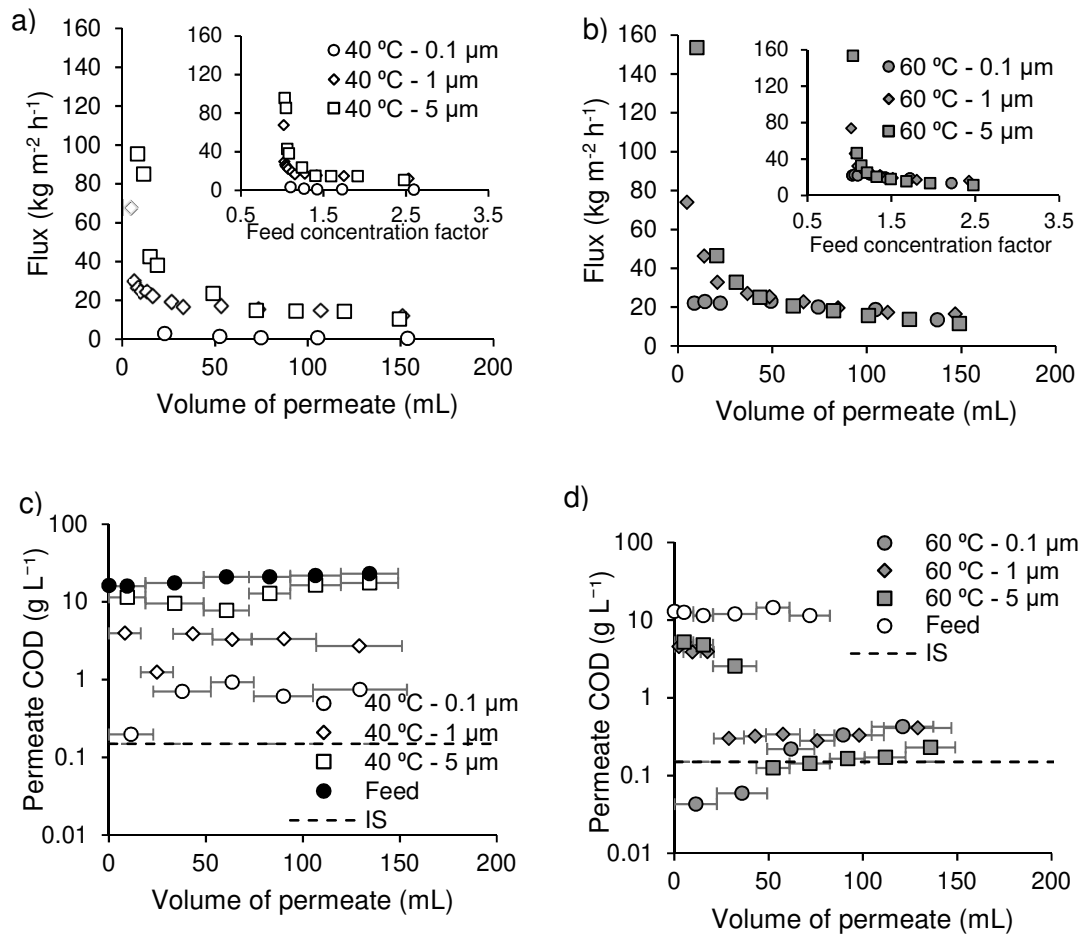 a)
160
140
120
100
80
60
40
20
0
Flux (kg m⁻² h⁻¹)
0 50 100 150 200
Volume of permeate (mL)
160
120
80
40
0
0.5 1.5 2.5 3.5
Feed concentration factor
40 ºC - 0.1 µm
40 ºC - 1 µm
40 ºC - 5 µm
b)
160
140
120
100
80
60
40
20
0
Flux (kg m⁻² h⁻¹)
0 50 100 150 200
Volume of permeate (mL)
160
120
80
40
0
0.5 1.5 2.5 3.5
Feed concentration factor
60 ºC - 0.1 µm
60 ºC - 1 µm
60 ºC - 5 µm
c)
100
10
1
0.1
0.01
Permeate COD (g L⁻¹)
0 50 100 150 200
Volume of permeate (mL)
40 ºC - 0.1 µm
40 ºC - 1 µm
40 ºC - 5 µm
Feed
IS
d)
100
10
1
0.1
0.01
Permeate COD (g L⁻¹)
0 50 100 150 200
Volume of permeate (mL)
60 ºC - 0.1 µm
60 ºC - 1 µm
60 ºC - 5 µm
Feed
IS